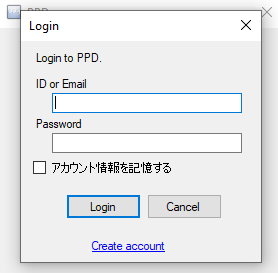 PPD
Login
Login to PPD.
ID or Email
Password
アカウント情報を記憶する
Login
Cancel
Create account